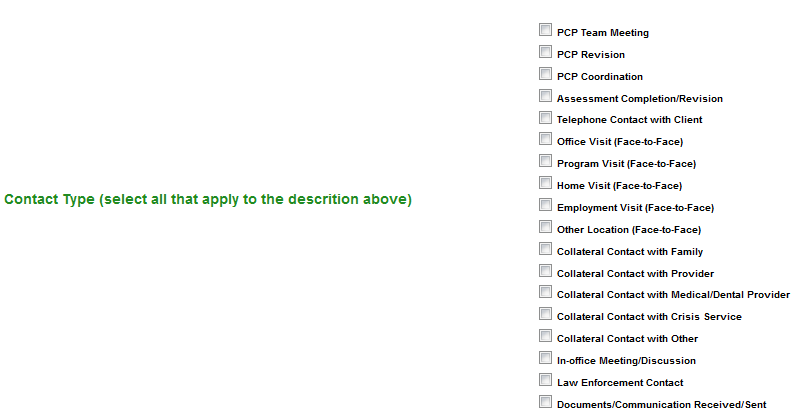 PCP Team Meeting
PCP Revision
PCP Coordination
Assessment Completion/Revision
Telephone Contact with Client
Office Visit (Face-to-Face)
Program Visit (Face-to-Face)
Home Visit (Face-to-Face)
Contact Type (select all that apply to the descrition above)
Employment Visit (Face-to-Face)
Other Location (Face-to-Face)
Collateral Contact with Family
Collateral Contact with Provider
Collateral Contact with Medical/Dental Provider
Collateral Contact with Crisis Service
Collateral Contact with Other
In-office Meeting/Discussion
Law Enforcement Contact
Documents/Communication Received/Sent